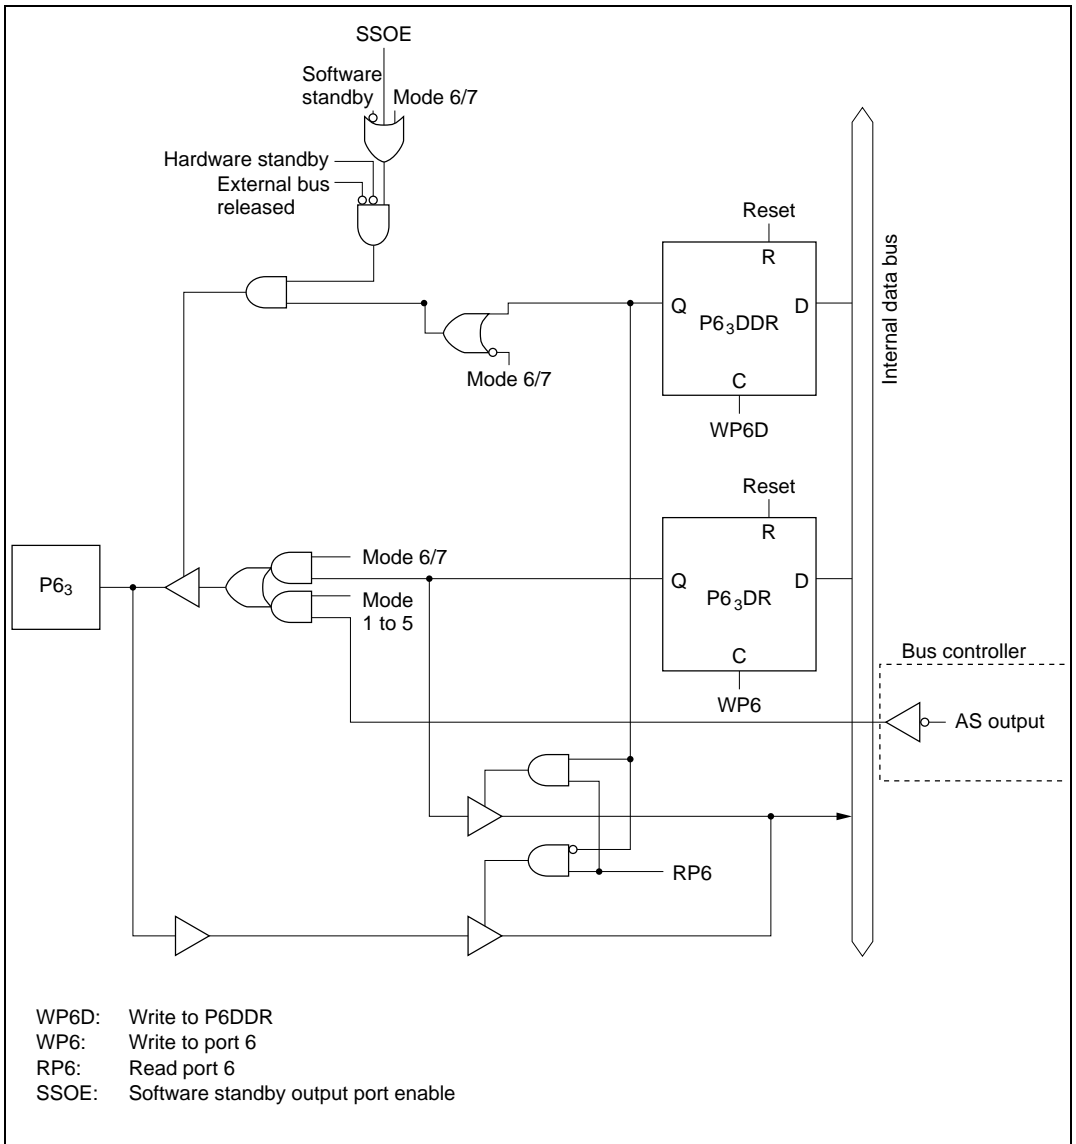 SSOE
Software
standby Mode 6/7
Hardware standby
External bus
released
Reset
R
Q P6₃DDR D
C
WP6D
Internal data bus
Mode 6/7
Reset
R
Q P6₃DR D
C
WP6
P6₃
Mode 6/7
Mode
1 to 5
Bus controller
AS output
RP6
WP6D: Write to P6DDR
WP6: Write to port 6
RP6: Read port 6
SSOE: Software standby output port enable